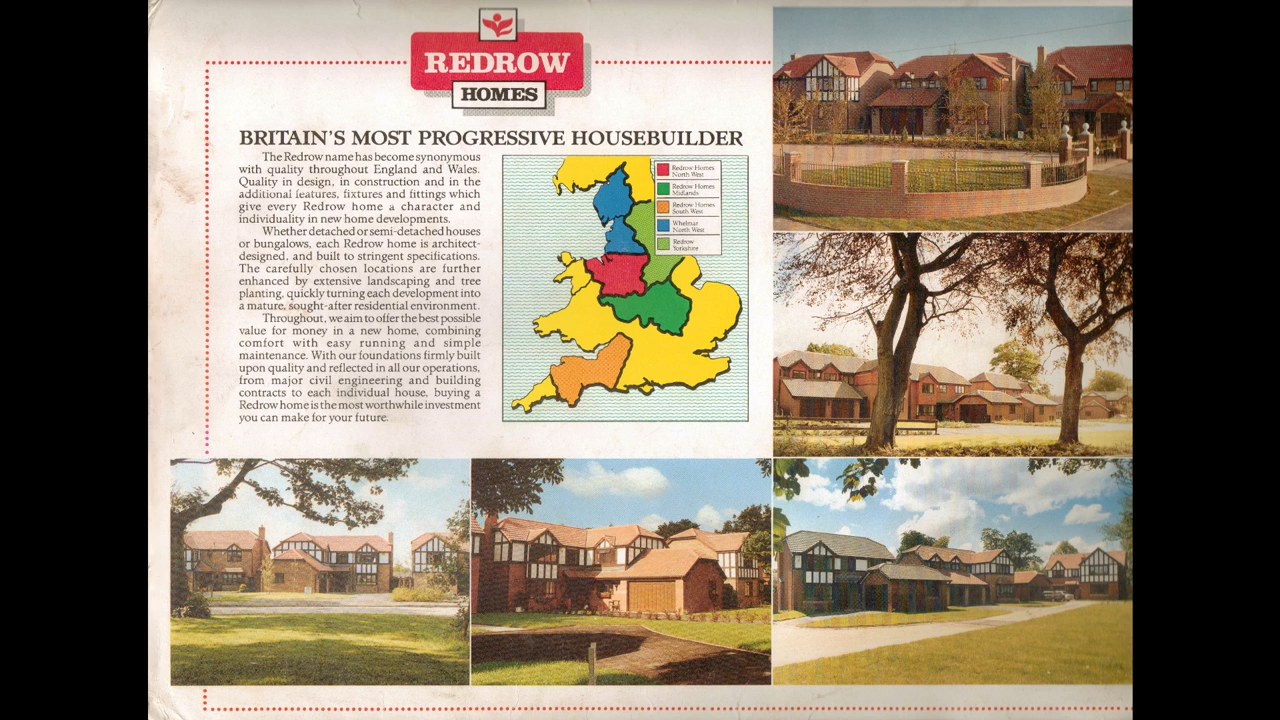 REDROW
HOMES
BRITAIN'S MOST PROGRESSIVE HOUSEBUILDER
The Redrow name has become synonymous
with quality throughout England and Wales.
Quality in design, in construction and in the
additional features, fixtures and fittings which
give every Redrow home a character and
individuality in new home developments.
Whether detached or semi-detached houses
or bungalows, each Redrow home is architect-
designed, and built to stringent specifications.
The carefully chosen locations are further
enhanced by extensive landscaping and tree
planting, quickly turning each development into
a mature, sought-after residential environment.
Throughout, we aim to offer the best possible
value for money in a new home, combining
comfort with easy running and simple
maintenance. With our foundations firmly built
upon quality and reflected in all our operations,
from major civil engineering and building
contracts to each individual house, buying a
Redrow home is the most worthwhile investment
you can make for your future.
Redrow Homes
North West
Redrow Homes
Midlands
Redrow Homes
South West
Whelmar
North West
Redrow
Yorkshire